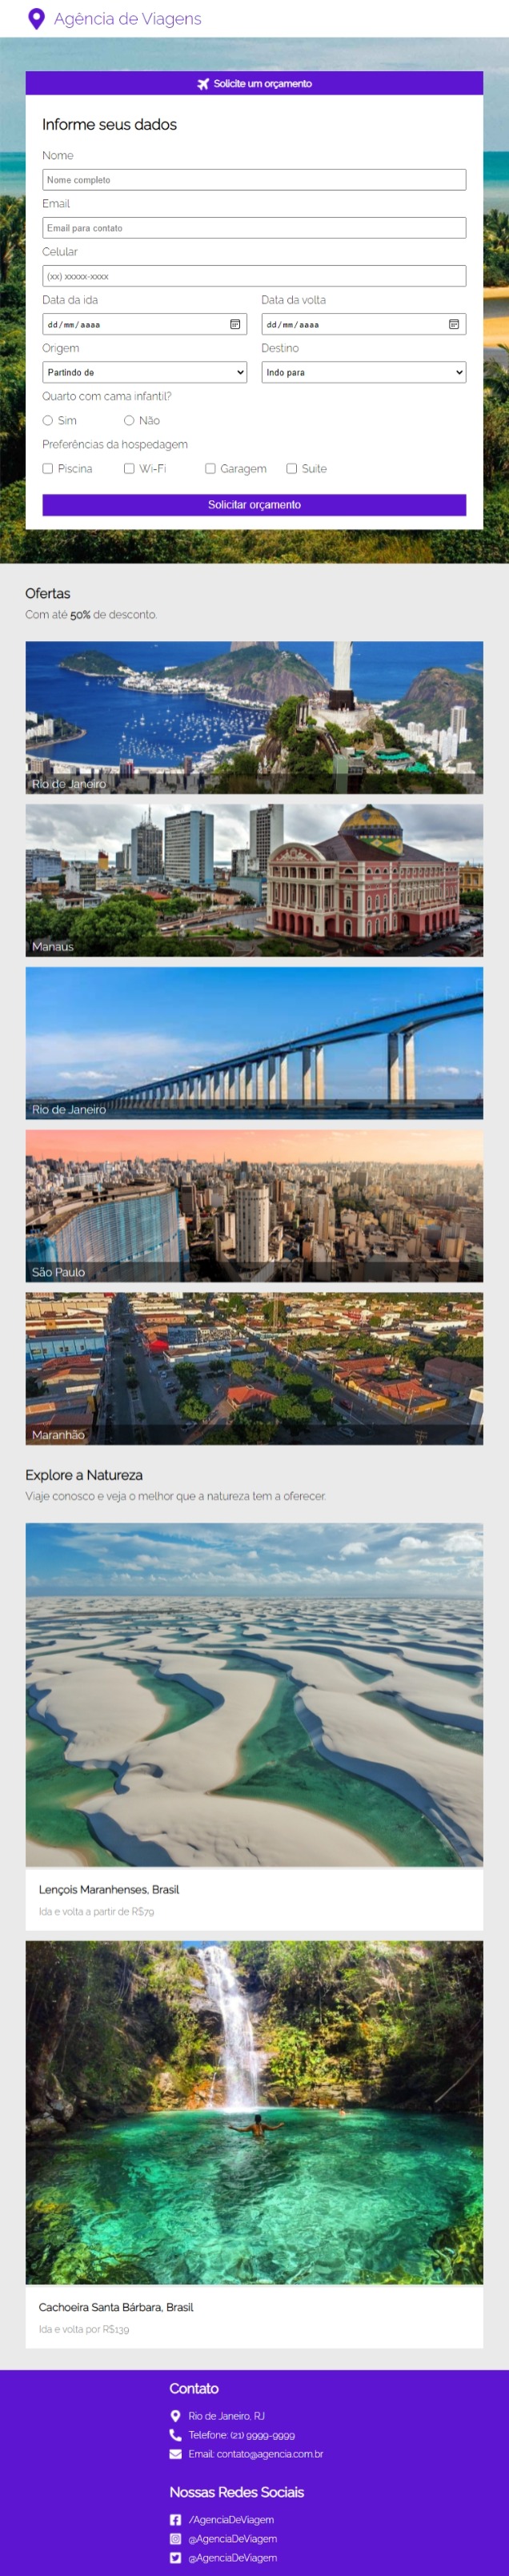 Agência de Viagens
Solicite um orçamento
Informe seus dados
Nome
Nome completo
Email
Email para contato
Celular
(xx) xxxxx-xxxx
Data da ida
Data da volta
dd/mm/aaaa
dd/mm/aaaa
Origem
Destino
Partindo de
Indo para
Quarto com cama infantil?
Sim
Não
Preferências da hospedagem
Piscina
Wi-Fi
Garagem
Suíte
Solicitar orçamento
Ofertas
Com até 50% de desconto.
Rio de Janeiro
Manaus
Rio de Janeiro
São Paulo
Maranhão
Explore a Natureza
Viaje conosco e veja o melhor que a natureza tem a oferecer.
Lençois Maranhenses, Brasil
Ida e volta a partir de R$79
Cachoeira Santa Bárbara, Brasil
Ida e volta por R$139
Contato
Rio de Janeiro, RJ
Telefone: (21) 9999-9999
Email: contato@agencia.com.br
Nossas Redes Sociais
/AgenciaDeViagem
@AgenciaDeViagem
@AgenciaDeViagem